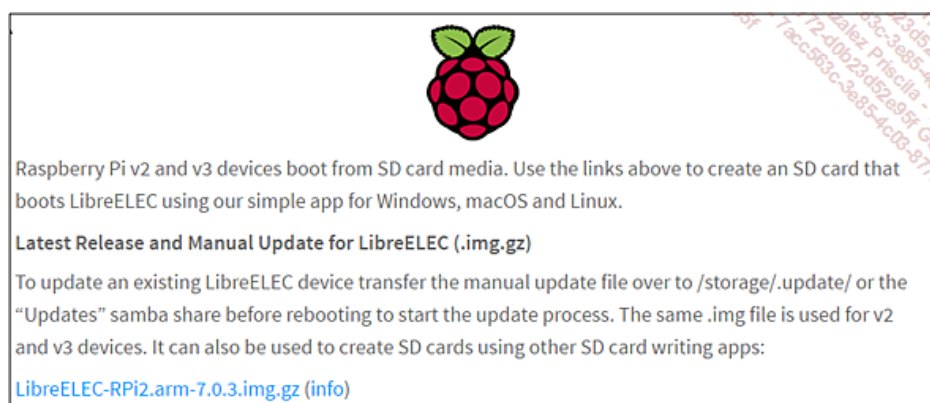 Raspberry Pi v2 and v3 devices boot from SD card media. Use the links above to create an SD card that
boots LibreELEC using our simple app for Windows, macOS and Linux.
Latest Release and Manual Update for LibreELEC (.img.gz)
To update an existing LibreELEC device transfer the manual update file over to /storage/.update/ or the
“Updates” samba share before rebooting to start the update process. The same .img file is used for v2
and v3 devices. It can also be used to create SD cards using other SD card writing apps:
LibreELEC-RPi2.arm-7.0.3.img.gz (info)